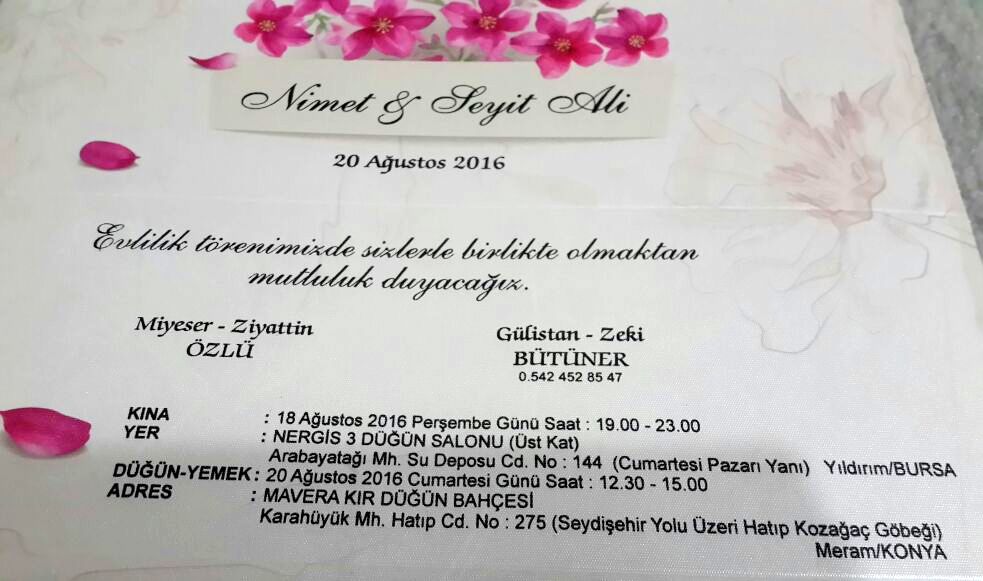 Nimet & Seyit Ali
20 Ağustos 2016
Evlilik törenimizde sizlerle birlikte olmaktan
mutluluk duyacağız.
Miyeser - Ziyattin
ÖZLÜ
Gülistan - Zeki
BÜTÜNER
0.542 452 85 47
KINA : 18 Ağustos 2016 Perşembe Günü Saat : 19.00 - 23.00
YER : NERGİS 3 DÜĞÜN SALONU (Üst Kat)
Arabayatağı Mh. Su Deposu Cd. No : 144 (Cumartesi Pazarı Yanı) Yıldırım/BURSA
DÜĞÜN-YEMEK : 20 Ağustos 2016 Cumartesi Günü Saat : 12.30 - 15.00
ADRES : MAVERA KIR DÜĞÜN BAHÇESİ
Karahüyük Mh. Hatıp Cd. No : 275 (Seydişehir Yolu Üzeri Hatıp Kozağaç Göbeği)
Meram/KONYA